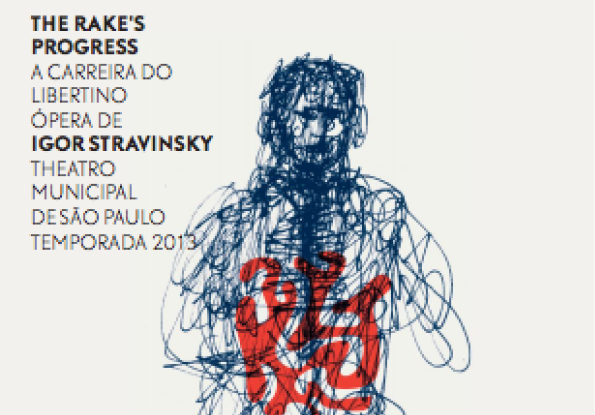 THE RAKE'S
PROGRESS
A CARREIRA DO
LIBERTINO
ÓPERA DE
IGOR STRAVINSKY
THEATRO
MUNICIPAL
DE SÃO PAULO
TEMPORADA 2013